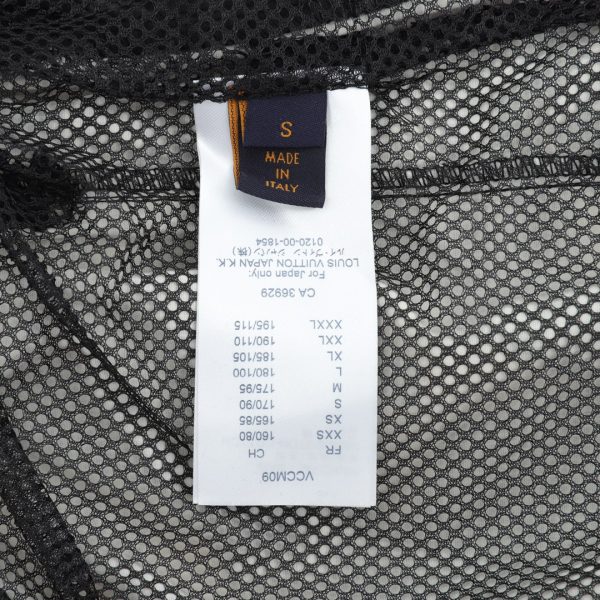 S
MADE
IN
ITALY
VCCM09
FR CH
XXS 160/80
XS 165/85
S 170/90
M 175/95
L 180/100
XL 185/105
XXL 190/110
XXXL 195/115
CA 36929
For Japan only:
LOUIS VUITTON JAPAN K.K.
ルイ・ヴィトン ジャパン (株)
0120-00-1854